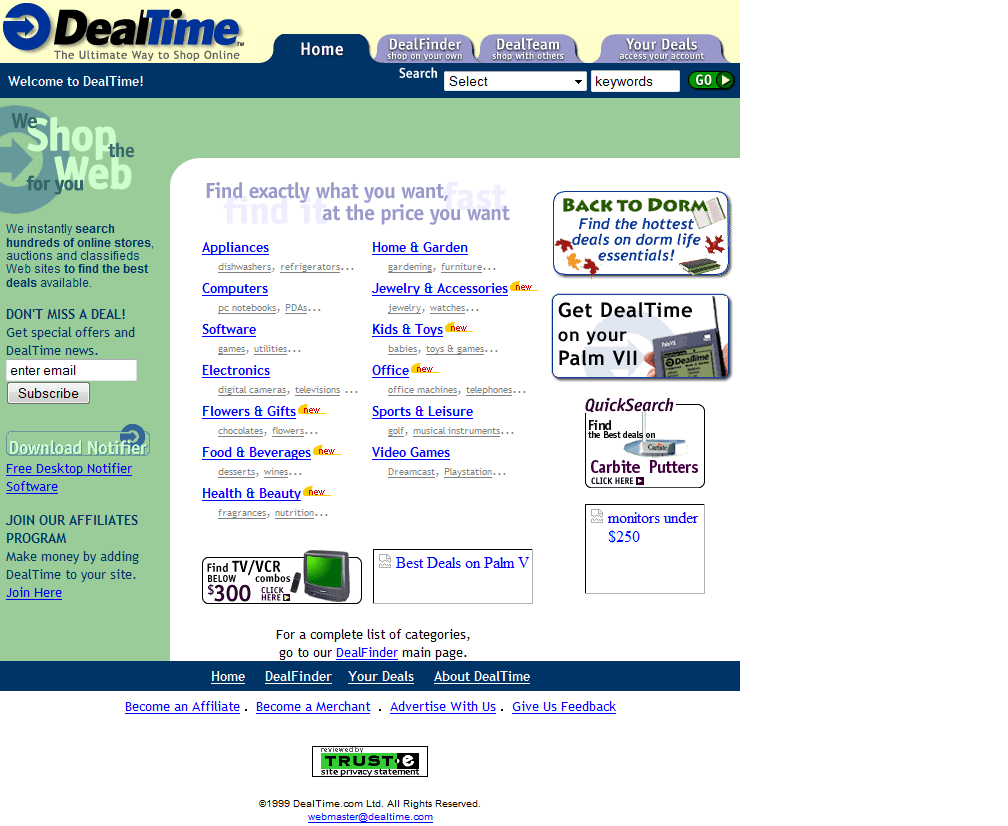 DealTime™
The Ultimate Way to Shop Online
Home
DealFinder
shop on your own
DealTeam
shop with others
Your Deals
access your account
Welcome to DealTime!
Search
Select
keywords
GO
We
Shop
the
Web
for you
We instantly search
hundreds of online stores,
auctions and classifieds
Web sites to find the best
deals available.
DON'T MISS A DEAL!
Get special offers and
DealTime news.
enter email
Subscribe
Download Notifier
Free Desktop Notifier
Software
JOIN OUR AFFILIATES
PROGRAM
Make money by adding
DealTime to your site.
Join Here
Find exactly what you want, fast
find it at the price you want
Appliances
dishwashers, refrigerators...
Computers
pc notebooks, PDAs...
Software
games, utilities...
Electronics
digital cameras, televisions ...
Flowers & Gifts new
chocolates, flowers...
Food & Beverages new
desserts, wines...
Health & Beauty new
fragrances, nutrition...
Home & Garden
gardening, furniture...
Jewelry & Accessories new
jewelry, watches...
Kids & Toys new
babies, toys & games...
Office new
office machines, telephones...
Sports & Leisure
golf, musical instruments...
Video Games
Dreamcast, Playstation...
BACK TO DORM
Find the hottest
deals on dorm life
essentials!
Get DealTime
on your
Palm VII
PalmVII
DealTime
QuickSearch
Find
the Best deals on
Carbite
Carbite Putters
CLICK HERE
monitors under
$250
Find TV/VCR
BELOW combos
$300 CLICK
HERE
Best Deals on Palm V
For a complete list of categories,
go to our DealFinder main page.
Home DealFinder Your Deals About DealTime
Become an Affiliate . Become a Merchant . Advertise With Us . Give Us Feedback
reviewed by
TRUST·e
site privacy statement
©1999 DealTime.com Ltd. All Rights Reserved.
webmaster@dealtime.com